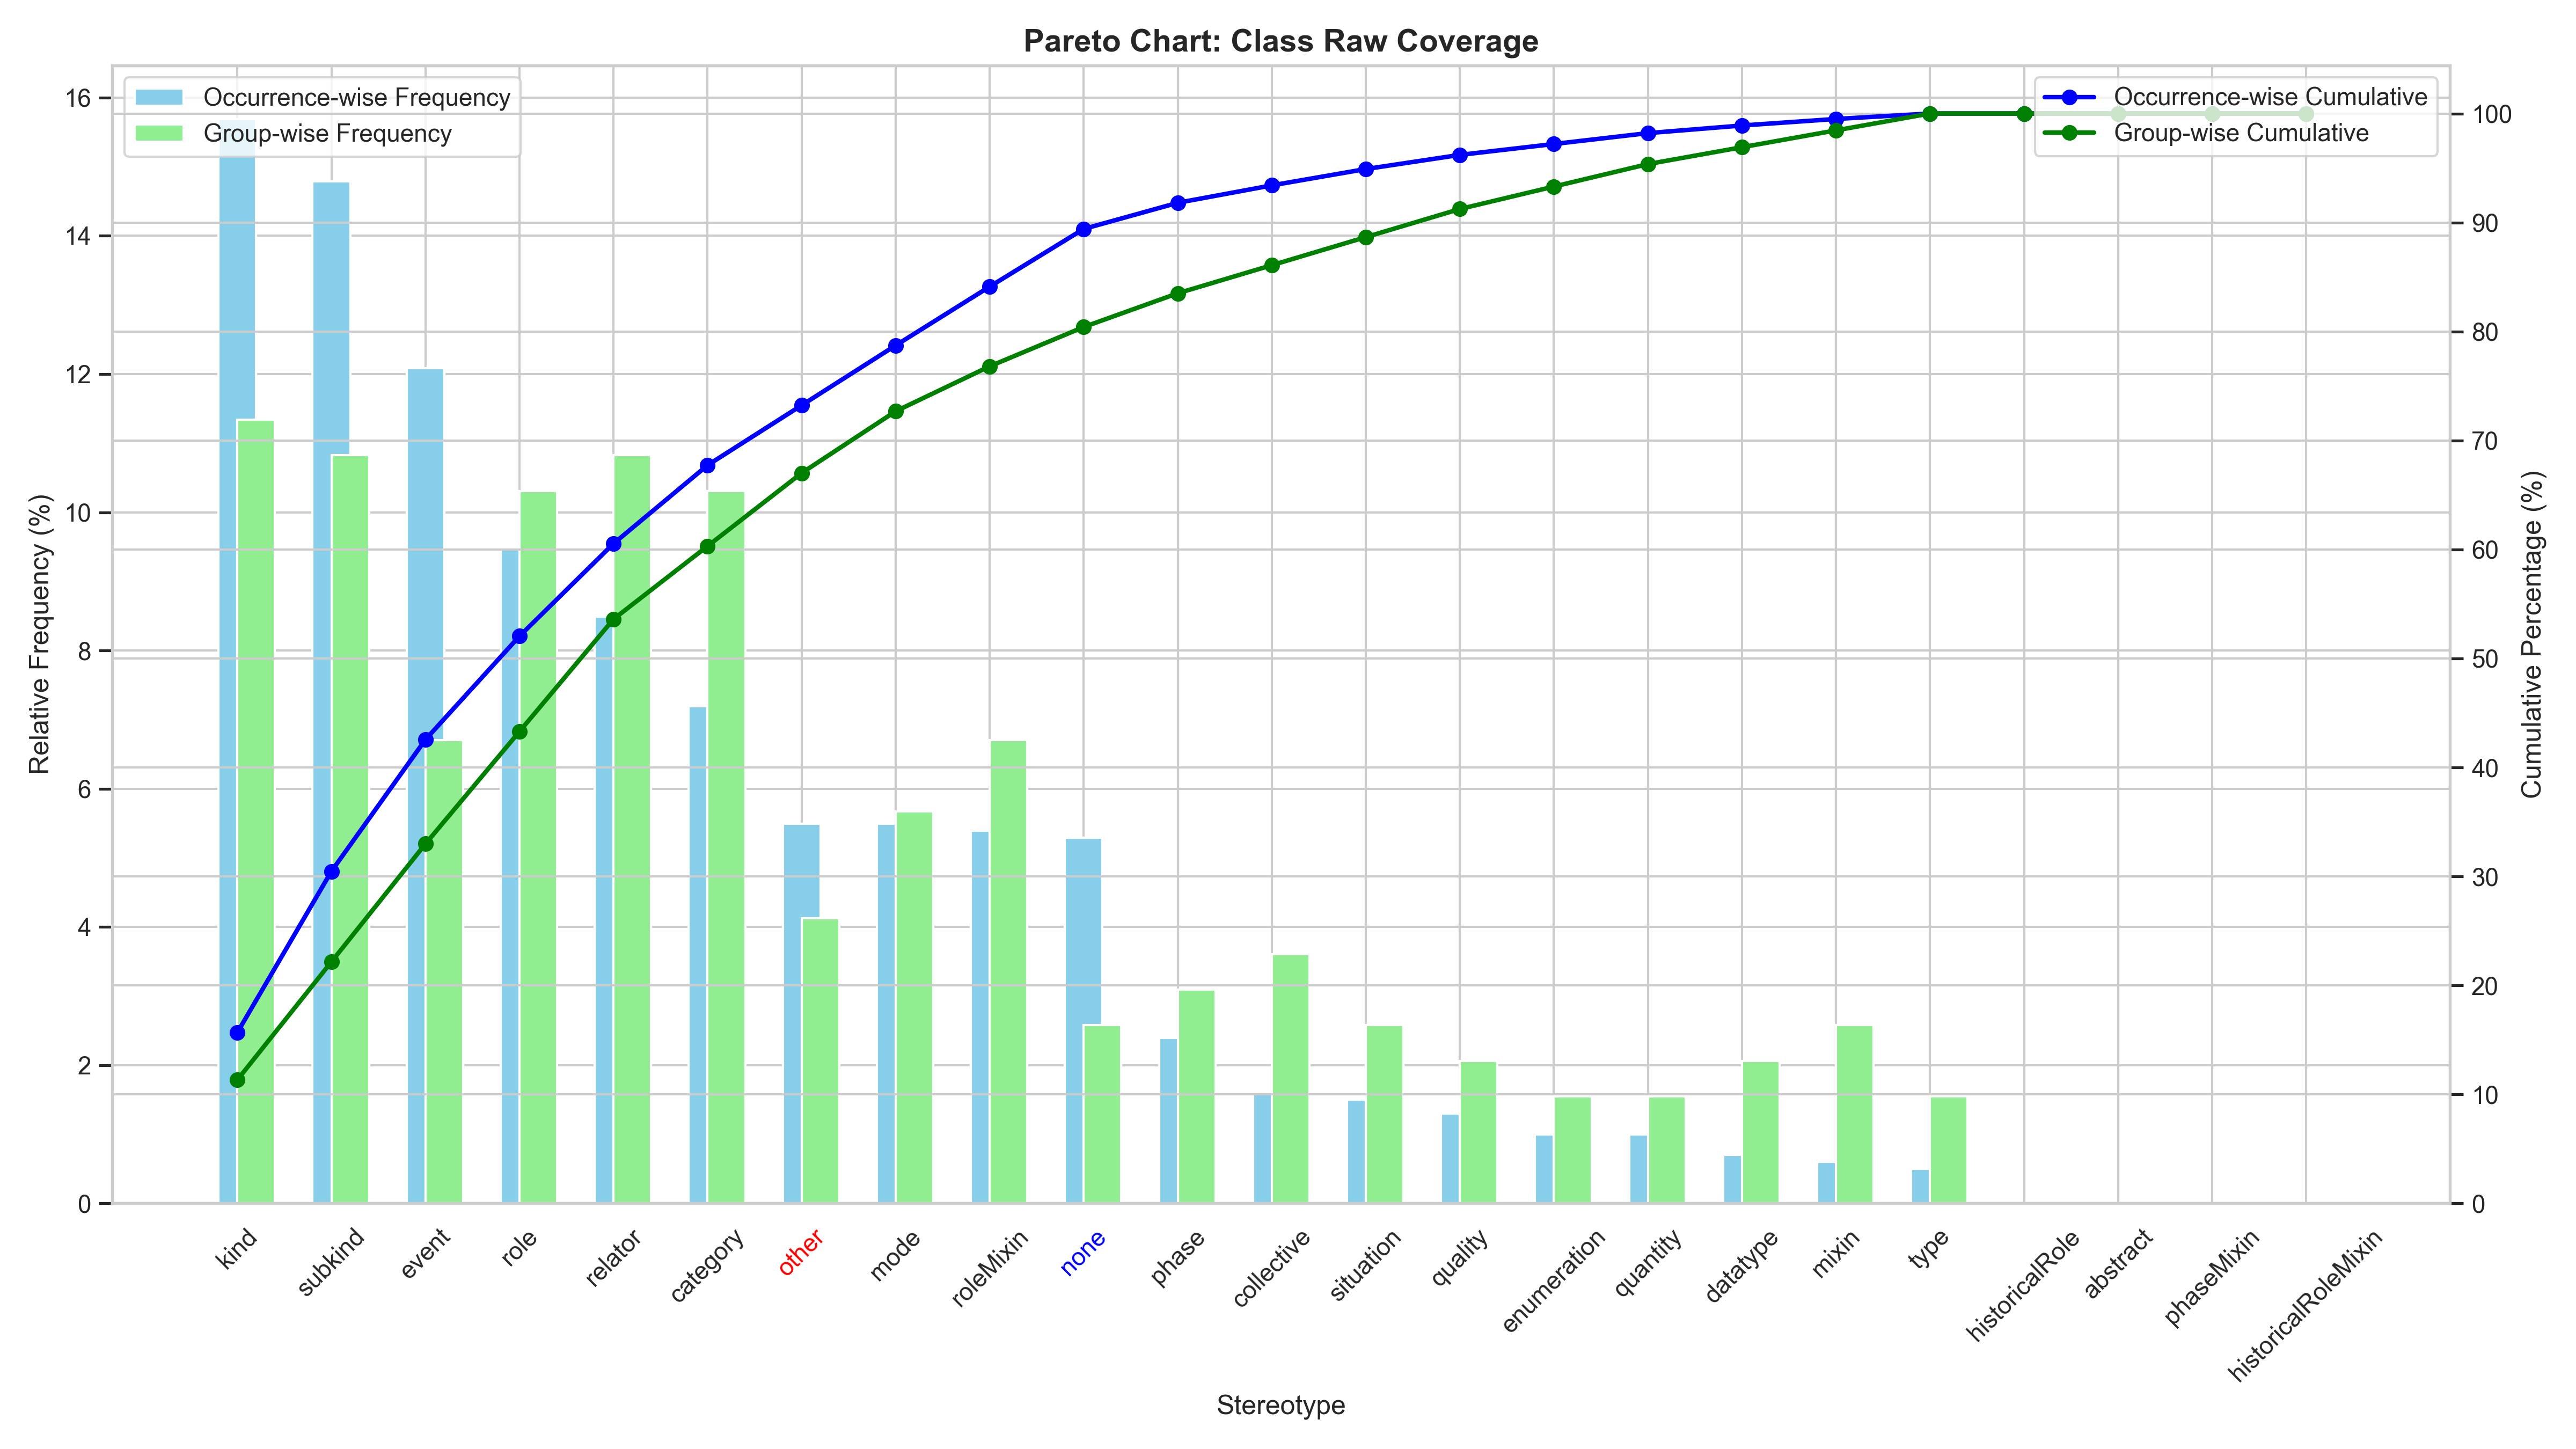 Pareto Chart: Class Raw Coverage
Occurrence-wise Frequency
Group-wise Frequency
Occurrence-wise Cumulative
Group-wise Cumulative
Relative Frequency (%)
16
14
12
10
8
6
4
2
0
Cumulative Percentage (%)
100
90
80
70
60
50
40
30
20
10
0
kind
subkind
event
role
relator
category
other
mode
roleMixin
none
phase
collective
situation
quality
enumeration
quantity
datatype
mixin
type
historicalRole
abstract
phaseMixin
historicalRoleMixin
Stereotype